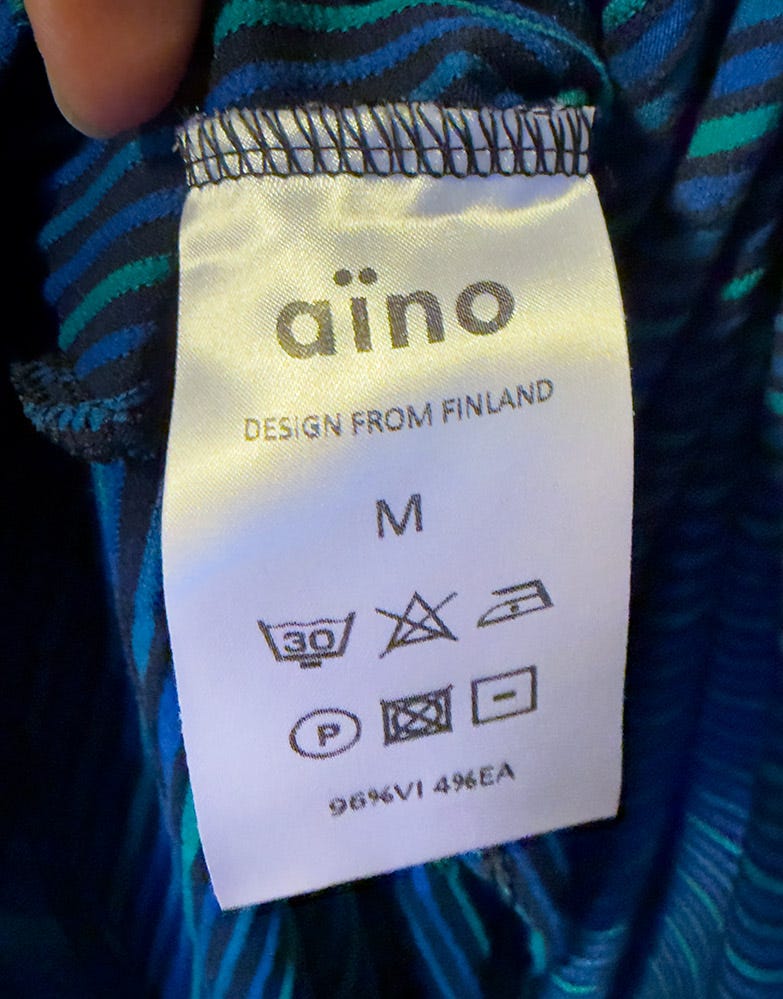 aïno
DESIGN FROM FINLAND
M
30
P
96%VI 4%EA